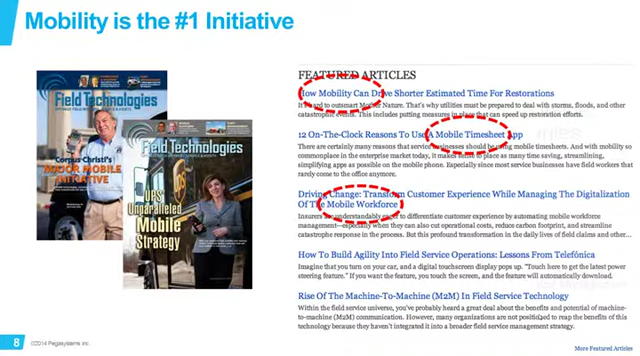 Mobility is the #1 Initiative
Field Technologies
Corpus Christi's
MAJOR MOBILE
INITIATIVE
Field Technologies
UPS'
Unparalleled
Mobile
Strategy
FEATURED ARTICLES
How Mobility Can Drive Shorter Estimated Time For Restorations
It's hard to outsmart Mother Nature. That's why utilities must be prepared to deal with storms, floods, and other
catastrophic events. This includes putting measures in place that can speed up restoration efforts.
12 On-The-Clock Reasons To Use A Mobile Timesheet App
There are certainly many reasons that service businesses should be using mobile timesheets. And with mobility so
commonplace in the enterprise market today, it makes sense to place as many time saving, streamlining,
simplifying apps as possible on the mobile phone. Especially since most service businesses have field workers that
rarely come to the office anymore.
Driving Change: Transform Customer Experience While Managing The Digitalization
Of The Mobile Workforce
Insurers are understandably eager to differentiate customer experience by automating mobile workforce
management—especially when they can also cut operational costs, reduce carbon footprint, and streamline
catastrophe response in the process. But this profound transformation in the daily lives of field claims and other...
How To Build Agility Into Field Service Operations: Lessons From Telefónica
Imagine that you turn on your car, and a digital touchscreen display pops up. "Touch here to get the latest power
steering feature." If you want the feature, you touch the screen, and the feature will automatically download.
Rise Of The Machine-To-Machine (M2M) In Field Service Technology
Within the field service universe, you've probably heard a great deal about the benefits and potential of machine-
to-machine (M2M) communication. However, many organizations are not positioned to reap the benefits of this
technology because they haven't integrated it into a broader field service management strategy.
8
©2014 Pegasystems Inc.
More Featured Articles